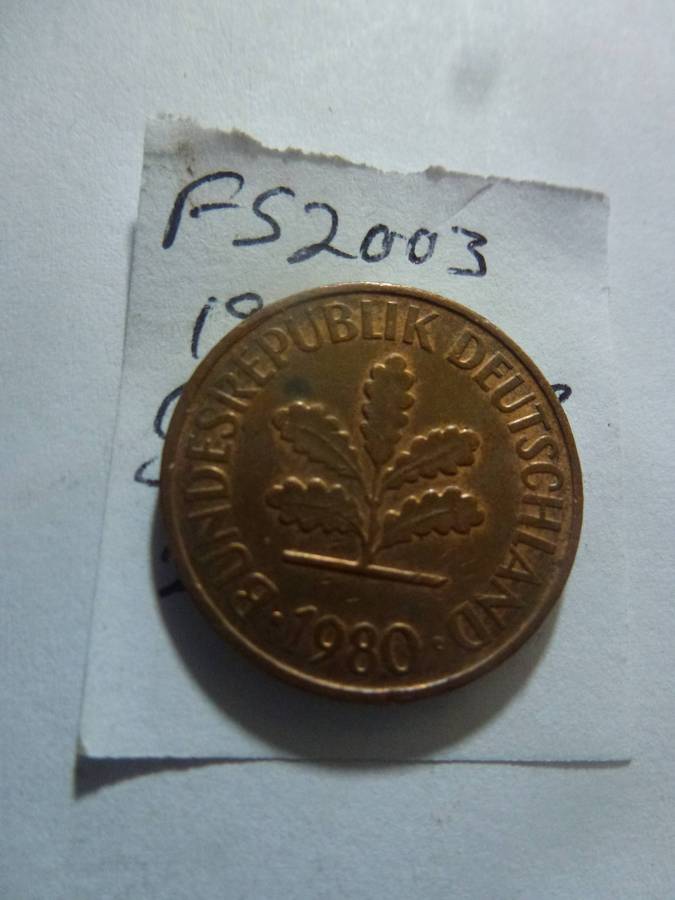 FS2003
BUNDESREPUBLIK DEUTSCHLAND
1980